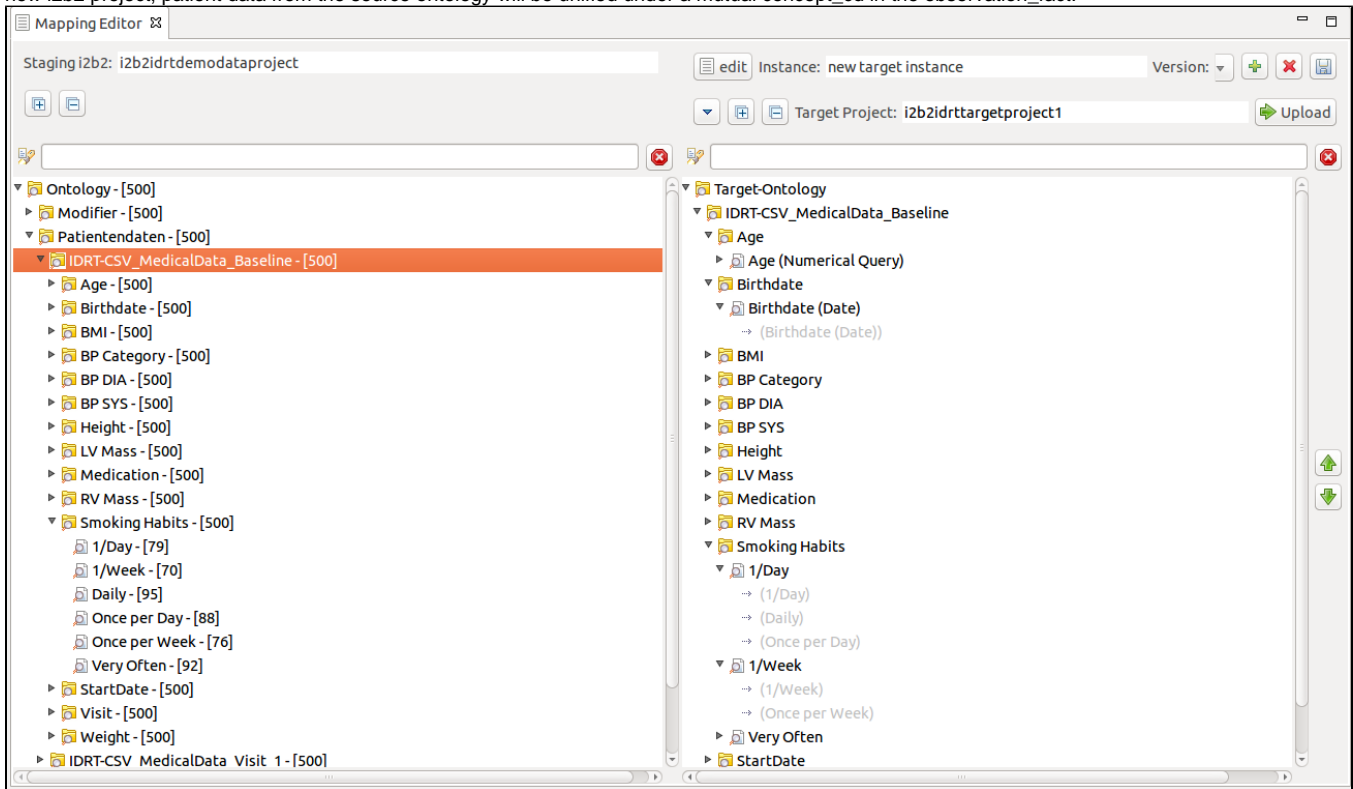 Mapping Editor
Staging i2b2: i2b2idrtdemodataproject
edit Instance: new target instance Version:
Target Project: i2b2idrttargetproject1 Upload
Ontology - [500]
Modifier - [500]
Patientendaten - [500]
IDRT-CSV_MedicalData_Baseline - [500]
Age - [500]
Birthdate - [500]
BMI - [500]
BP Category - [500]
BP DIA - [500]
BP SYS - [500]
Height - [500]
LV Mass - [500]
Medication - [500]
RV Mass - [500]
Smoking Habits - [500]
1/Day - [79]
1/Week - [70]
Daily - [95]
Once per Day - [88]
Once per Week - [76]
Very Often - [92]
StartDate - [500]
Visit - [500]
Weight - [500]
IDRT-CSV_MedicalData_Visit_1 - [500]
Target-Ontology
IDRT-CSV_MedicalData_Baseline
Age
Age (Numerical Query)
Birthdate
Birthdate (Date)
(Birthdate (Date))
BMI
BP Category
BP DIA
BP SYS
Height
LV Mass
Medication
RV Mass
Smoking Habits
1/Day
(1/Day)
(Daily)
(Once per Day)
1/Week
(1/Week)
(Once per Week)
Very Often
StartDate